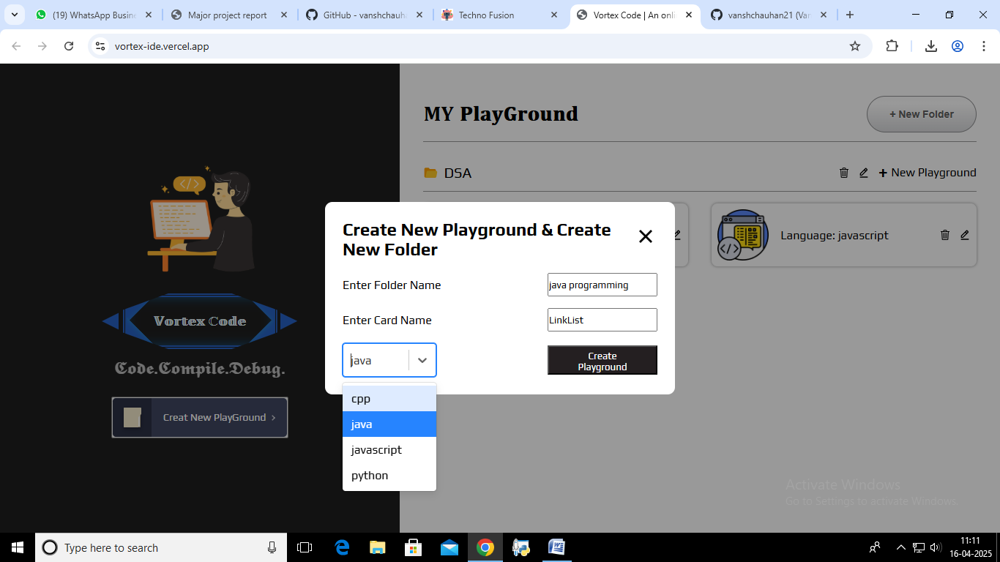 (19) WhatsApp Busine
Major project report
GitHub - vanshchauha
Techno Fusion
Vortex Code | An onli
vanshchauhan21 (Van
vortex-ide.vercel.app
MY PlayGround
+ New Folder
DSA
+ New Playground
Language: javascript
Vortex Code
Code.Compile.Debug.
Creat New PlayGround >
Create New Playground & Create
New Folder
Enter Folder Name
java programming
Enter Card Name
LinkList
java
Create
Playground
cpp
java
javascript
python
Activate Windows
Go to Settings to activate Windows.
Type here to search
11:11
16-04-2025